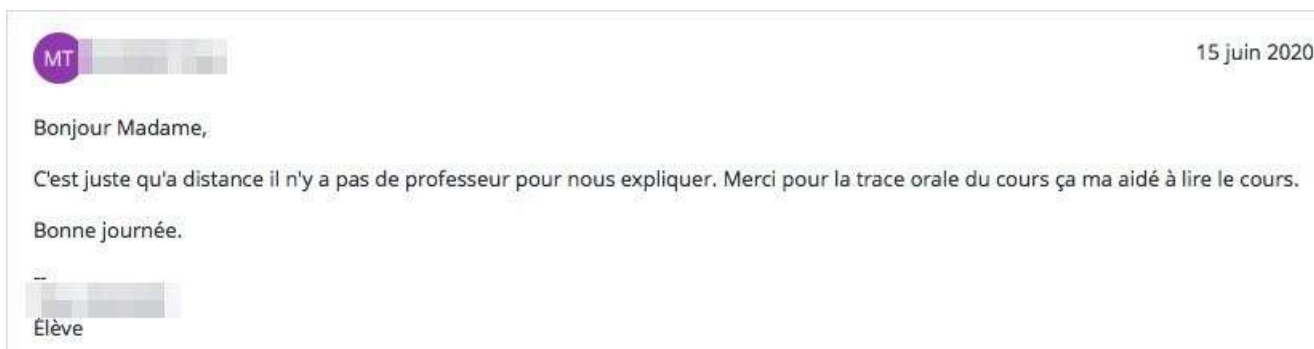 MT
15 juin 2020
Bonjour Madame,
C'est juste qu'a distance il n'y a pas de professeur pour nous expliquer. Merci pour la trace orale du cours ça ma aidé à lire le cours.
Bonne journée.
--
Élève